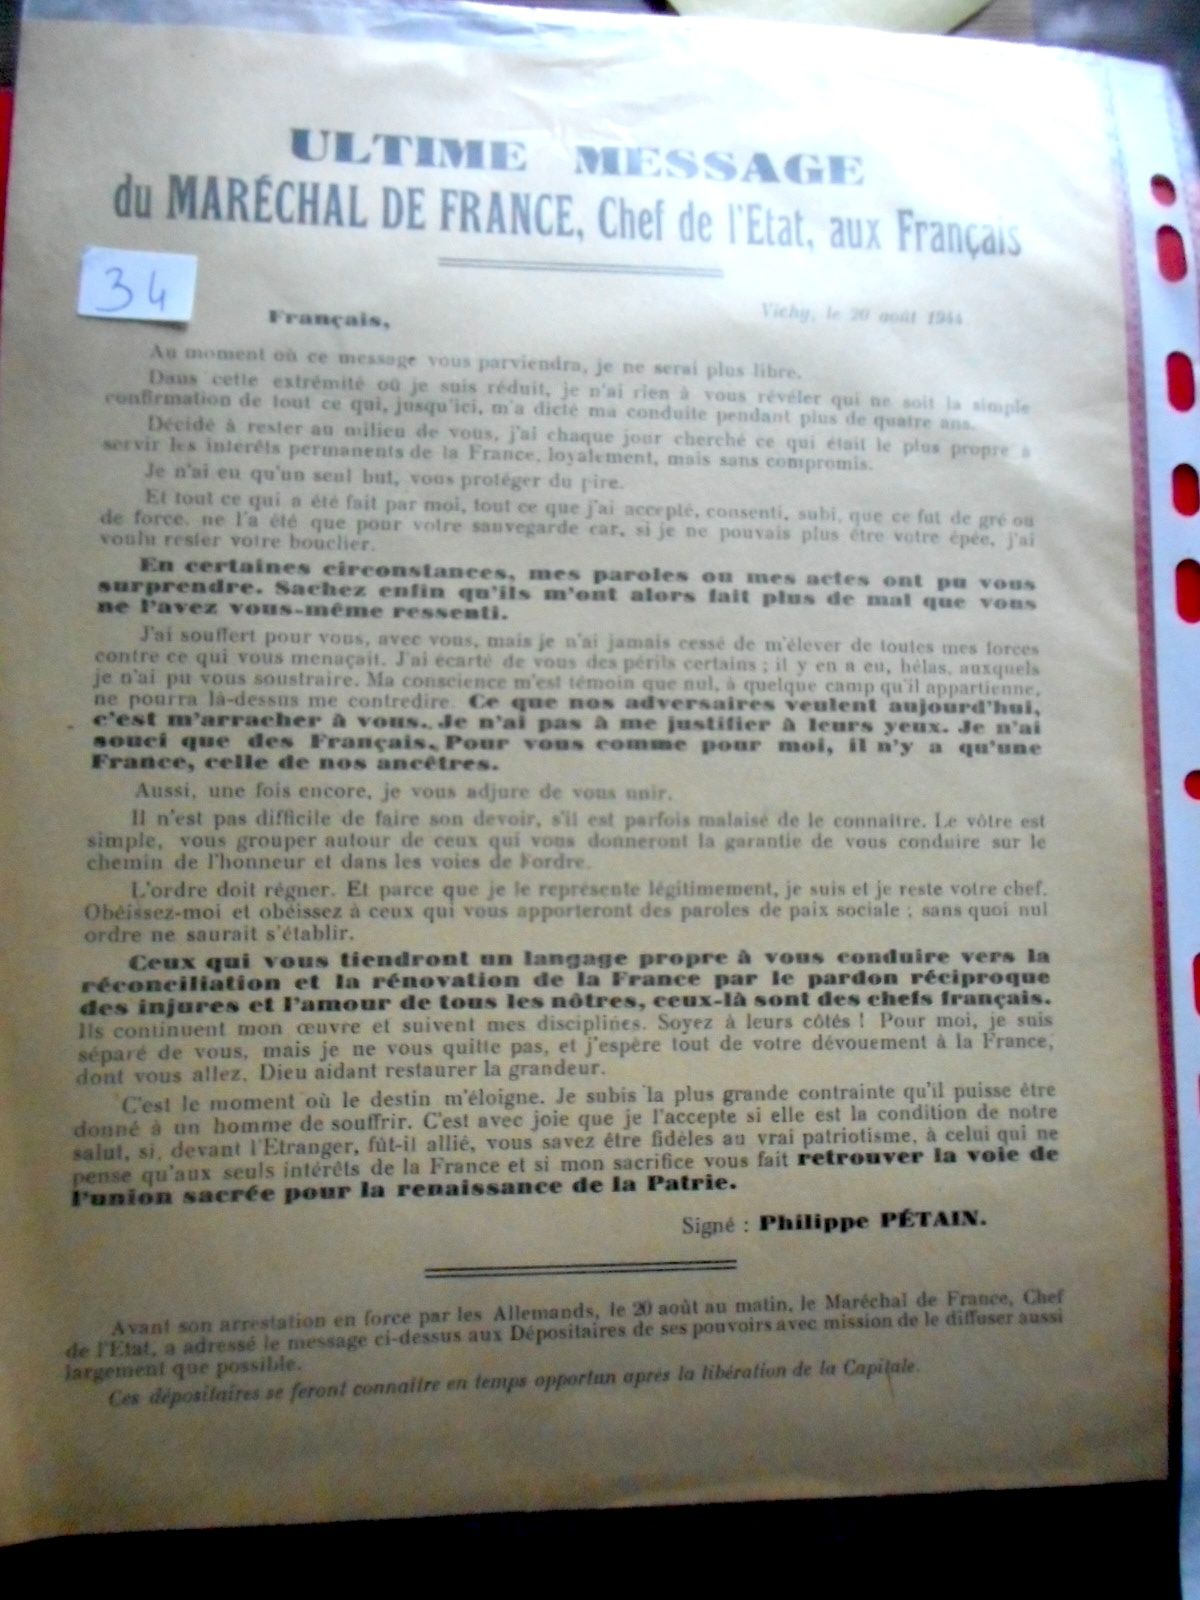 ULTIME MESSAGE
du MARÉCHAL DE FRANCE, Chef de l'Etat, aux Français
34
Vichy, le 20 août 1944
Français,
Au moment où ce message vous parviendra, je ne serai plus libre.
Dans cette extrémité où je suis réduit, je n'ai rien à vous révéler qui ne soit la simple
confirmation de tout ce qui, jusqu'ici, m'a dicté ma conduite pendant plus de quatre ans.
Décidé à rester au milieu de vous, j'ai chaque jour cherché ce qui était le plus propre à
servir les intérêts permanents de la France, loyalement, mais sans compromis.
Je n'ai eu qu'un seul but, vous protéger du pire.
Et tout ce qui a été fait par moi, tout ce que j'ai accepté, consenti, subi, que ce fut de gré ou
de force, ne l'a été que pour votre sauvegarde car, si je ne pouvais plus être votre épée, j'ai
voulu rester votre bouclier.
En certaines circonstances, mes paroles ou mes actes ont pu vous
surprendre. Sachez enfin qu'ils m'ont alors fait plus de mal que vous
ne l'avez vous-même ressenti.
J'ai souffert pour vous, avec vous, mais je n'ai jamais cessé de m'élever de toutes mes forces
contre ce qui vous menaçait. J'ai écarté de vous des périls certains ; il y en a eu, hélas, auxquels
je n'ai pu vous soustraire. Ma conscience m'est témoin que nul, à quelque camp qu'il appartienne,
ne pourra là-dessus me contredire. Ce que nos adversaires veulent aujourd'hui,
c'est m'arracher à vous. Je n'ai pas à me justifier à leurs yeux. Je n'ai
souci que des Français. Pour vous comme pour moi, il n'y a qu'une
France, celle de nos ancêtres.
Aussi, une fois encore, je vous adjure de vous unir.
Il n'est pas difficile de faire son devoir, s'il est parfois malaisé de le connaître. Le vôtre est
simple, vous grouper autour de ceux qui vous donneront la garantie de vous conduire sur le
chemin de l'honneur et dans les voies de l'ordre.
L'ordre doit régner. Et parce que je le représente légitimement, je suis et je reste votre chef.
Obéissez-moi et obéissez à ceux qui vous apporteront des paroles de paix sociale ; sans quoi nul
ordre ne saurait s'établir.
Ceux qui vous tiendront un langage propre à vous conduire vers la
réconciliation et la rénovation de la France par le pardon réciproque
des injures et l'amour de tous les nôtres, ceux-là sont des chefs français.
Ils continuent mon œuvre et suivent mes disciplines. Soyez à leurs côtés ! Pour moi, je suis
séparé de vous, mais je ne vous quitte pas, et j'espère tout de votre dévouement à la France,
dont vous allez, Dieu aidant restaurer la grandeur.
C'est le moment où le destin m'éloigne. Je subis la plus grande contrainte qu'il puisse être
donné à un homme de souffrir. C'est avec joie que je l'accepte si elle est la condition de notre
salut, si, devant l'Etranger, fût-il allié, vous savez être fidèles au vrai patriotisme, à celui qui ne
pense qu'aux seuls intérêts de la France et si mon sacrifice vous fait retrouver la voie de
l'union sacrée pour la renaissance de la Patrie.
Signé : Philippe PÉTAIN.
Avant son arrestation en force par les Allemands, le 20 août au matin, le Maréchal de France, Chef
de l'Etat, a adressé le message ci-dessus aux Dépositaires de ses pouvoirs avec mission de le diffuser aussi
largement que possible.
Ces dépositaires se feront connaître en temps opportun après la libération de la Capitale.